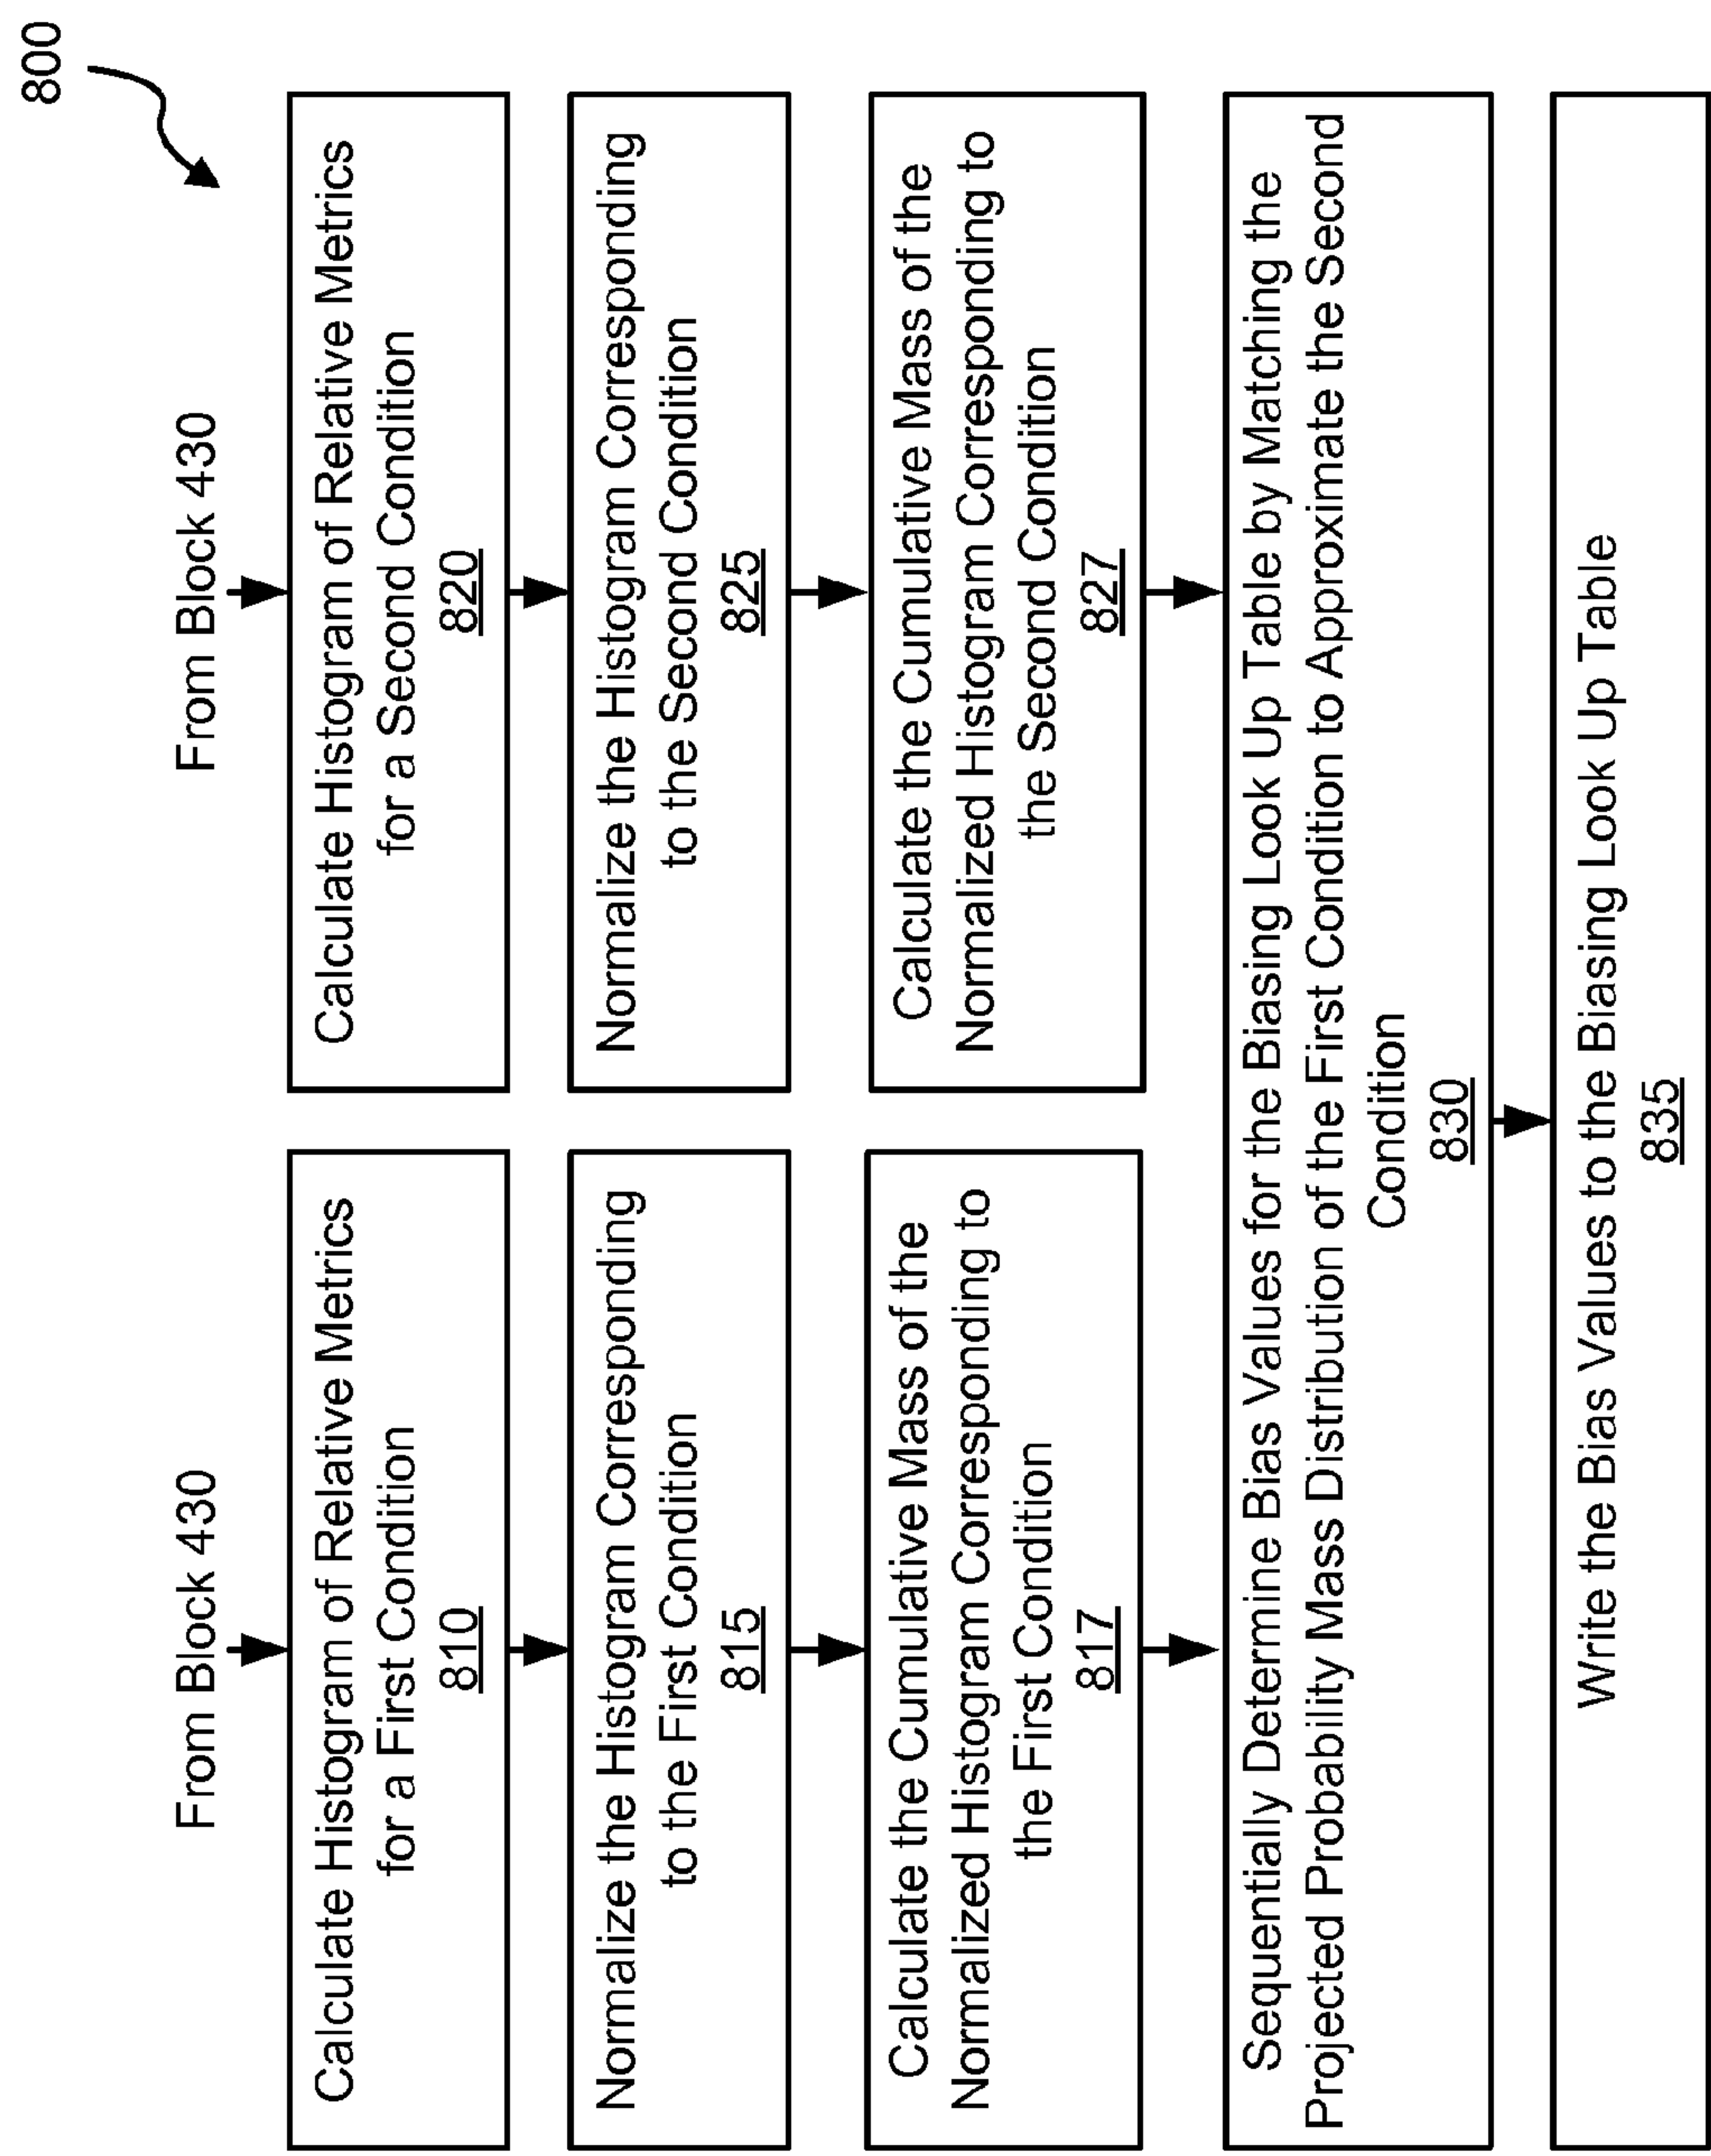 800
From Block 430
Calculate Histogram of Relative Metrics
for a First Condition
810
Normalize the Histogram Corresponding
to the First Condition
815
Calculate the Cumulative Mass of the
Normalized Histogram Corresponding to
the First Condition
817
From Block 430
Calculate Histogram of Relative Metrics
for a Second Condition
820
Normalize the Histogram Corresponding
to the Second Condition
825
Calculate the Cumulative Mass of the
Normalized Histogram Corresponding to
the Second Condition
827
Sequentially Determine Bias Values for the Biasing Look Up Table by Matching the
Projected Probability Mass Distribution of the First Condition to Approximate the Second
Condition
830
Write the Bias Values to the Biasing Look Up Table
835